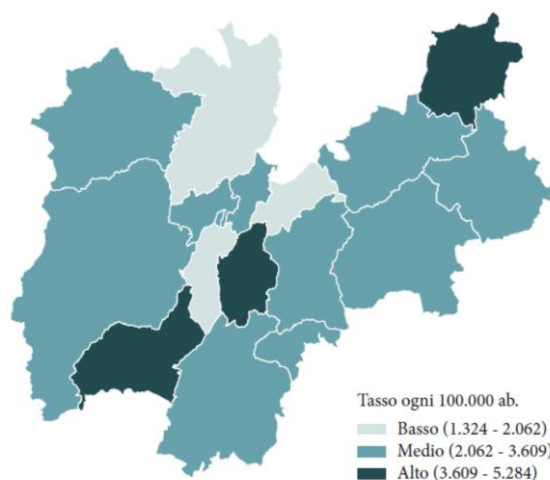 Tasso ogni 100.000 ab.
Basso (1.324 - 2.062)
Medio (2.062 - 3.609)
Alto (3.609 - 5.284)